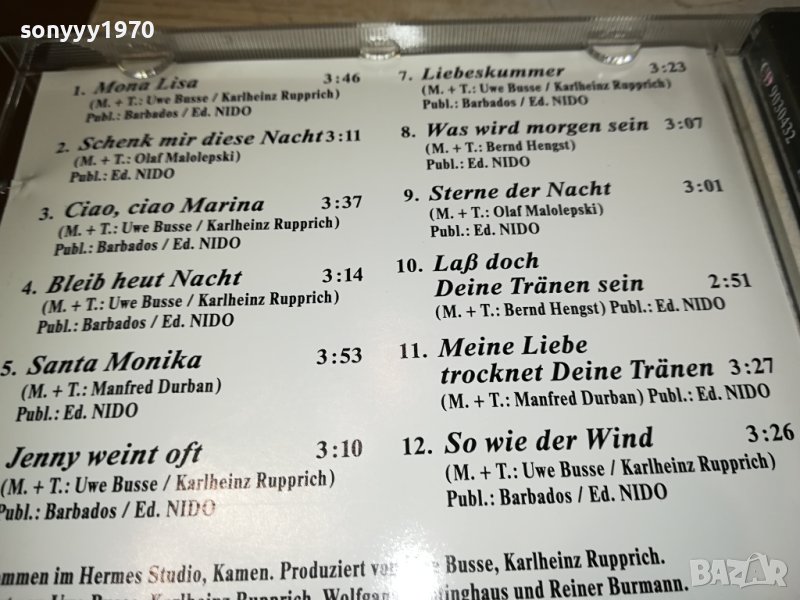 sonyyy1970
1. Mona Lisa 3:46
(M. + T.: Uwe Busse / Karlheinz Rupprich)
Publ.: Barbados / Ed. NIDO
2. Schenk mir diese Nacht 3:11
(M. + T.: Olaf Malolepski)
Publ.: Ed. NIDO
3. Ciao, ciao Marina 3:37
(M. + T.: Uwe Busse / Karlheinz Rupprich)
Publ.: Barbados / Ed. NIDO
4. Bleib heut Nacht 3:14
(M. + T.: Uwe Busse / Karlheinz Rupprich)
Publ.: Barbados / Ed. NIDO
5. Santa Monika 3:53
(M. + T.: Manfred Durban)
Publ.: Ed. NIDO
Jenny weint oft 3:10
(M. + T.: Uwe Busse / Karlheinz Rupprich)
Publ.: Barbados / Ed. NIDO
7. Liebeskummer 3:23
(M. + T.: Uwe Busse / Karlheinz Rupprich)
Publ.: Barbados / Ed. NIDO
8. Was wird morgen sein 3:07
(M. + T.: Bernd Hengst)
Publ.: Ed. NIDO
9. Sterne der Nacht 3:01
(M. + T.: Olaf Malolepski)
Publ.: Ed. NIDO
10. Laß doch
Deine Tränen sein 2:51
(M. + T.: Bernd Hengst) Publ.: Ed. NIDO
11. Meine Liebe
trocknet Deine Tränen 3:27
(M. + T.: Manfred Durban) Publ.: Ed. NIDO
12. So wie der Wind 3:26
(M. + T.: Uwe Busse / Karlheinz Rupprich)
Publ.: Barbados / Ed. NIDO
im Hermes Studio, Kamen. Produziert Busse, Karlheinz Rupprich.
Busse, Karlheinz Rupprich, und Reiner Burmann.
CD 9030432
BAZAR